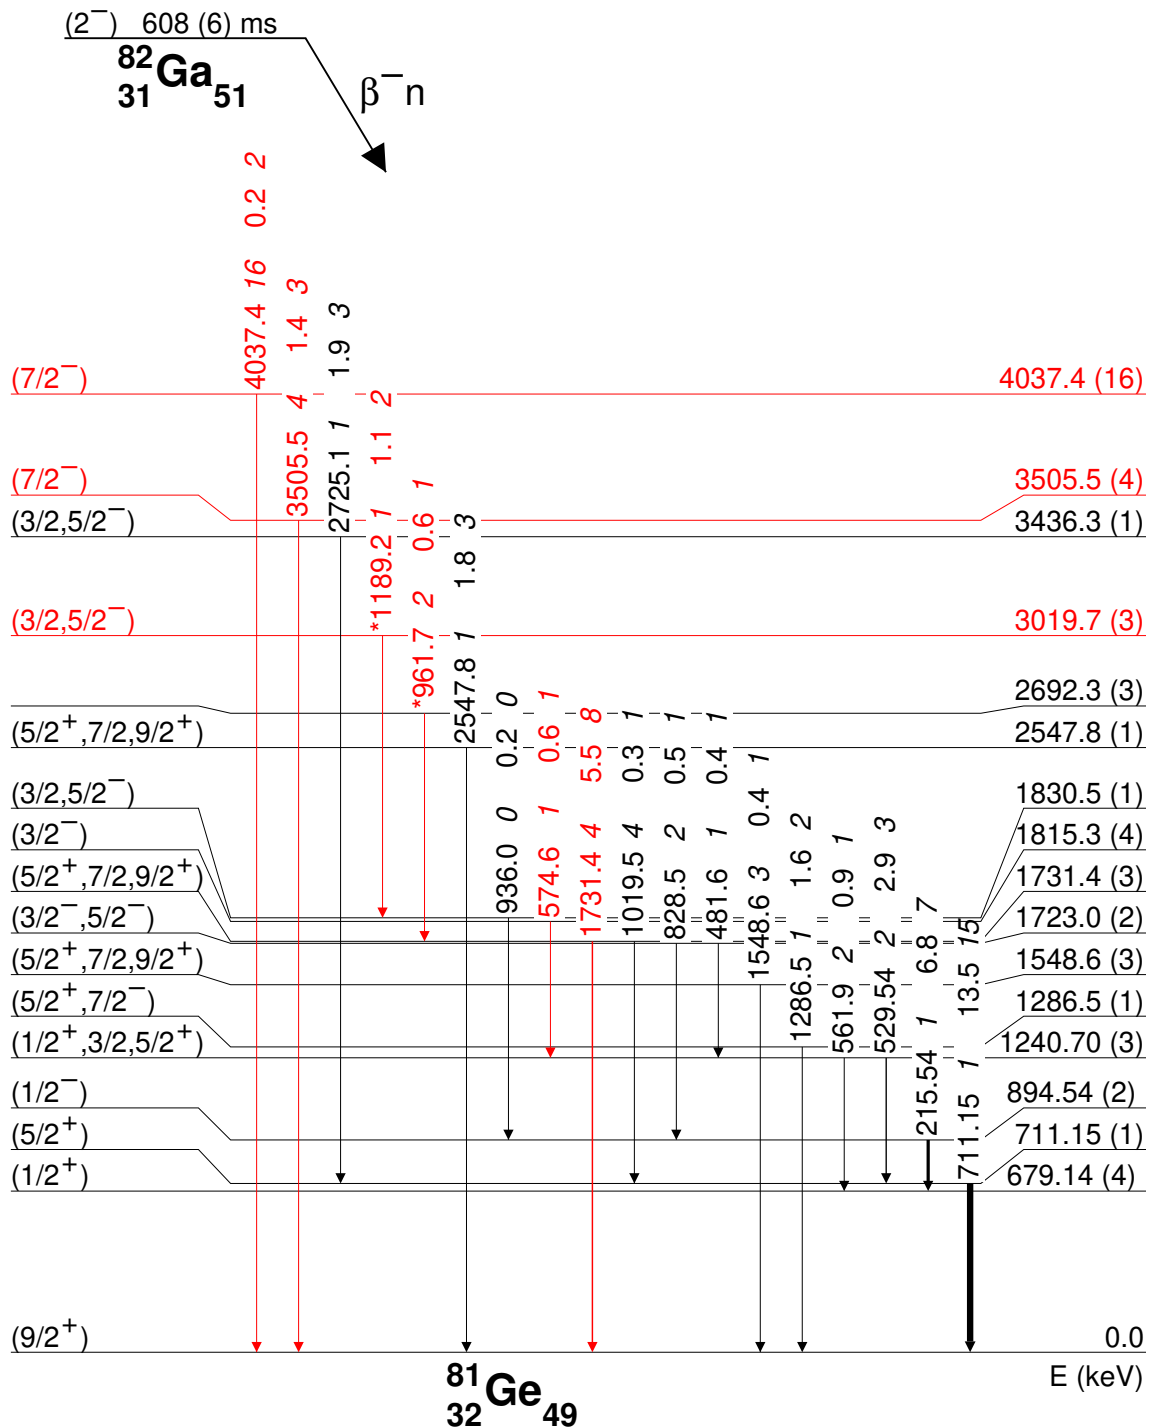 (2⁻) 608 (6) ms
⁸²₃₁Ga₅₁
β⁻n
4037.4 16 0.2 2
3505.5 4 1.4 3
2725.1 1 1.9 3
*1189.2 1 1.1 2
*961.7 2 0.6 1
2547.8 1 1.8 3
936.0 0 0.2 0
574.6 1 0.6 1
1731.4 4 5.5 8
1019.5 4 0.3 1
828.5 2 0.5 1
481.6 1 0.4 1
1548.6 3 0.4 1
1286.5 1 1.6 2
561.9 2 0.9 1
529.54 2 2.9 3
215.54 1 6.8 7
711.15 1 13.5 15
(7/2⁻) 4037.4 (16)
(7/2⁻) 3505.5 (4)
(3/2,5/2⁻) 3436.3 (1)
(3/2,5/2⁻) 3019.7 (3)
2692.3 (3)
(5/2⁺,7/2,9/2⁺) 2547.8 (1)
(3/2,5/2⁻) 1830.5 (1)
(3/2⁻) 1815.3 (4)
(5/2⁺,7/2,9/2⁺) 1731.4 (3)
(3/2⁻,5/2⁻) 1723.0 (2)
(5/2⁺,7/2,9/2⁺) 1548.6 (3)
(5/2⁺,7/2⁻) 1286.5 (1)
(1/2⁺,3/2,5/2⁺) 1240.70 (3)
(1/2⁻) 894.54 (2)
(5/2⁺) 711.15 (1)
(1/2⁺) 679.14 (4)
(9/2⁺) 0.0
E (keV)
⁸¹₃₂Ge₄₉